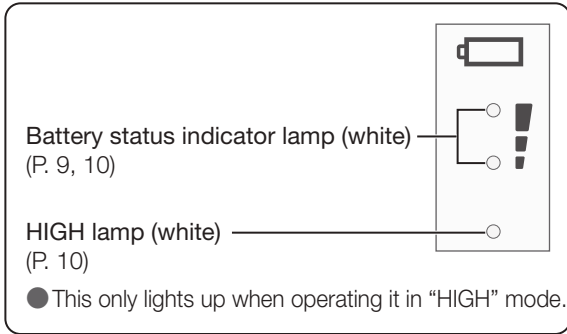 Battery status indicator lamp (white)
(P. 9, 10)
HIGH lamp (white)
(P. 10)
● This only lights up when operating it in “HIGH” mode.